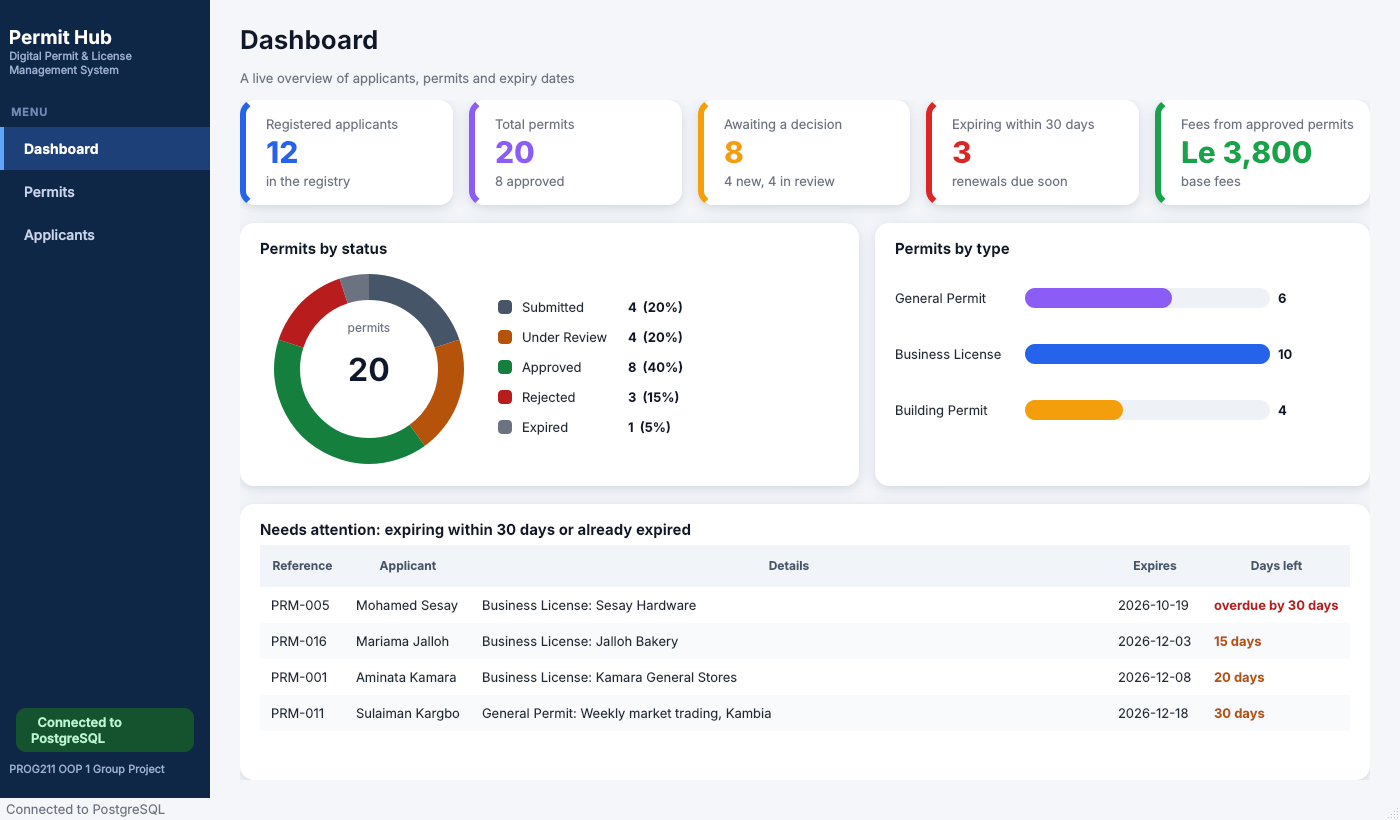 Permit Hub
Digital Permit & License
Management System
MENU
Dashboard
Permits
Applicants
Connected to
PostgreSQL
PROG211 OOP 1 Group Project
Connected to PostgreSQL
Dashboard
A live overview of applicants, permits and expiry dates
Registered applicants
12
in the registry
Total permits
20
8 approved
Awaiting a decision
8
4 new, 4 in review
Expiring within 30 days
3
renewals due soon
Fees from approved permits
Le 3,800
base fees
Permits by status
permits
20
Submitted 4 (20%)
Under Review 4 (20%)
Approved 8 (40%)
Rejected 3 (15%)
Expired 1 (5%)
Permits by type
General Permit 6
Business License 10
Building Permit 4
Needs attention: expiring within 30 days or already expired
Reference Applicant Details Expires Days left
PRM-005 Mohamed Sesay Business License: Sesay Hardware 2026-10-19 overdue by 30 days
PRM-016 Mariama Jalloh Business License: Jalloh Bakery 2026-12-03 15 days
PRM-001 Aminata Kamara Business License: Kamara General Stores 2026-12-08 20 days
PRM-011 Sulaiman Kargbo General Permit: Weekly market trading, Kambia 2026-12-18 30 days